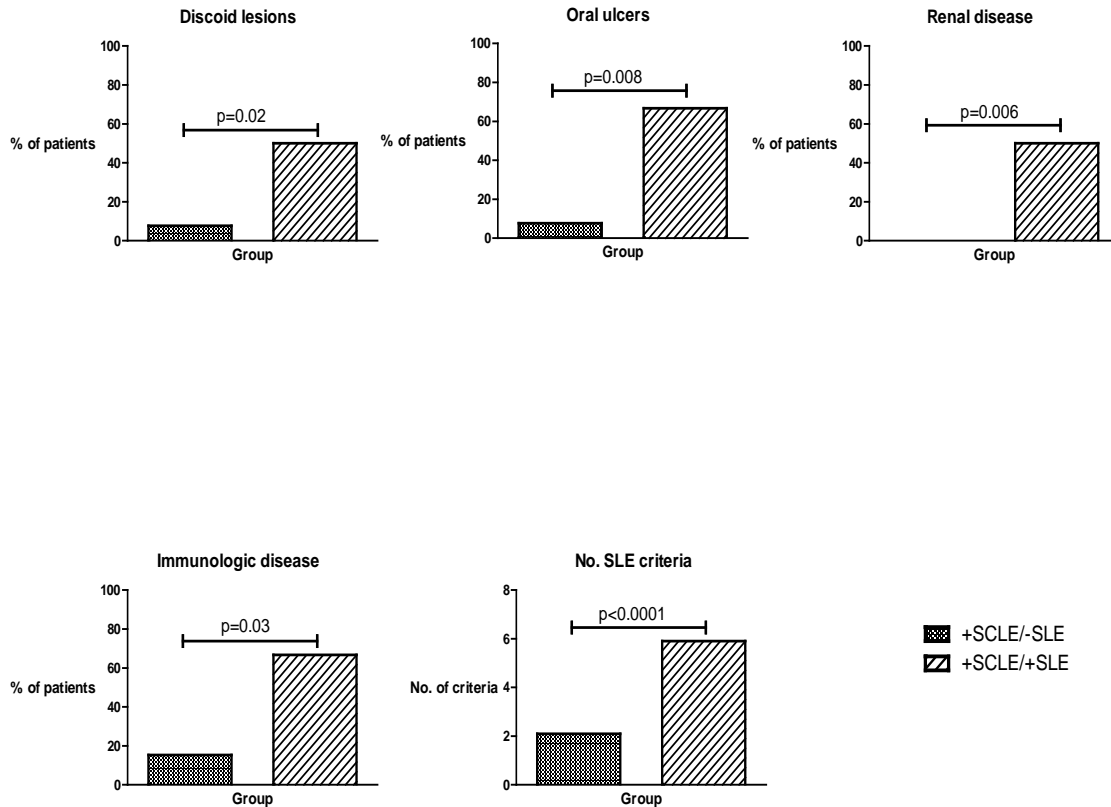 Discoid lesions
100
80
60
40
20
0
% of patients
p=0.02
Group
Oral ulcers
100
80
60
40
20
0
% of patients
p=0.008
Group
Renal disease
100
80
60
40
20
0
% of patients
p=0.006
Group
Immunologic disease
100
80
60
40
20
0
% of patients
p=0.03
Group
No. SLE criteria
8
6
4
2
0
No. of criteria
p<0.0001
Group
+SCLE/-SLE
+SCLE/+SLE